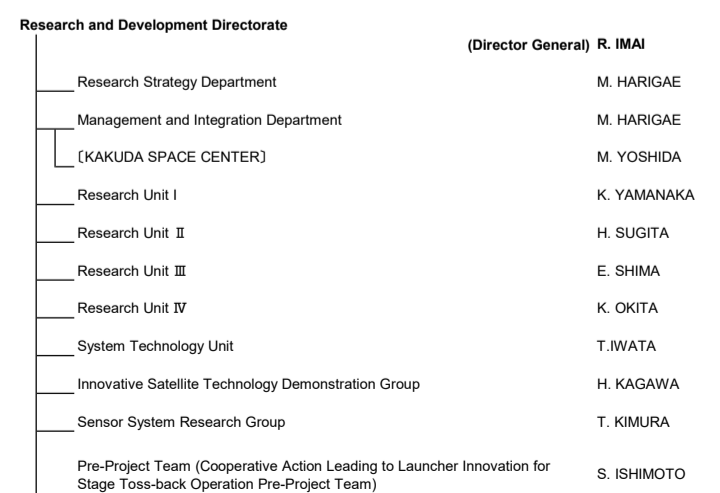 Research and Development Directorate
(Director General) R. IMAI
Research Strategy Department M. HARIGAE
Management and Integration Department M. HARIGAE
〔KAKUDA SPACE CENTER〕 M. YOSHIDA
Research Unit I K. YAMANAKA
Research Unit Ⅱ H. SUGITA
Research Unit Ⅲ E. SHIMA
Research Unit Ⅳ K. OKITA
System Technology Unit T.IWATA
Innovative Satellite Technology Demonstration Group H. KAGAWA
Sensor System Research Group T. KIMURA
Pre-Project Team (Cooperative Action Leading to Launcher Innovation for
Stage Toss-back Operation Pre-Project Team) S. ISHIMOTO